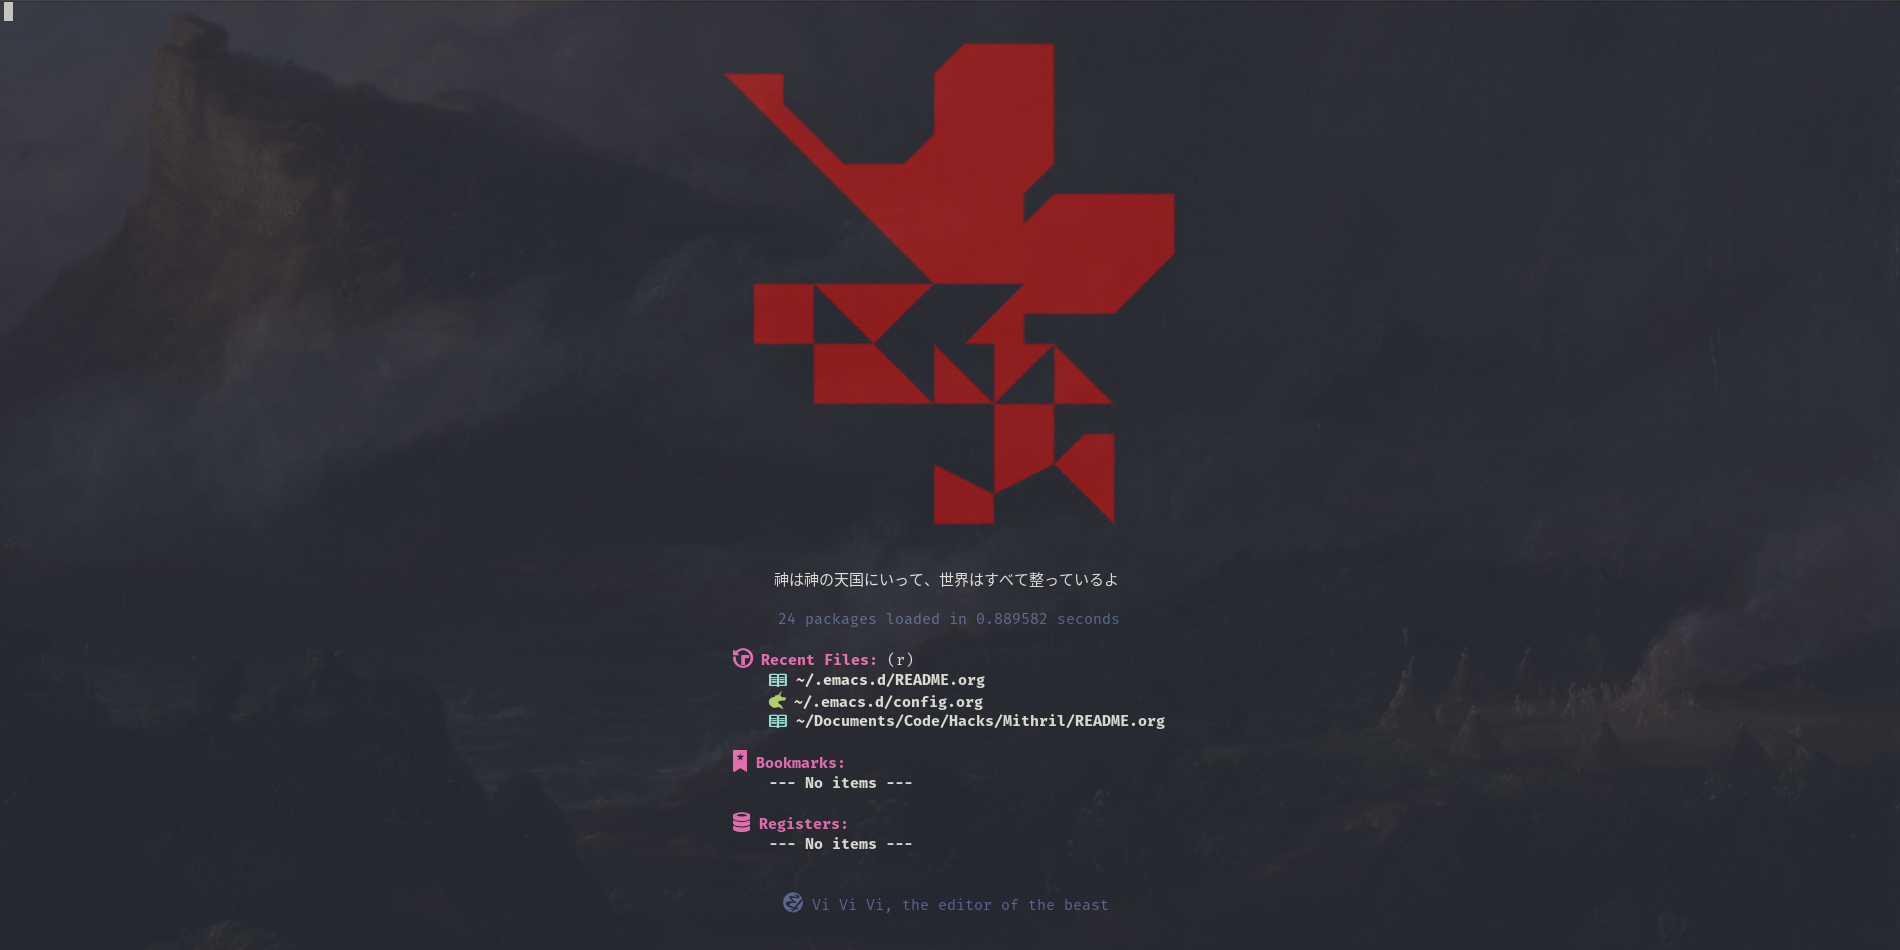 神は神の天国にいって、世界はすべて整っているよ
24 packages loaded in 0.889582 seconds
Recent Files: (r)
~/.emacs.d/README.org
~/.emacs.d/config.org
~/Documents/Code/Hacks/Mithril/README.org
Bookmarks:
--- No items ---
Registers:
--- No items ---
Vi Vi Vi, the editor of the beast